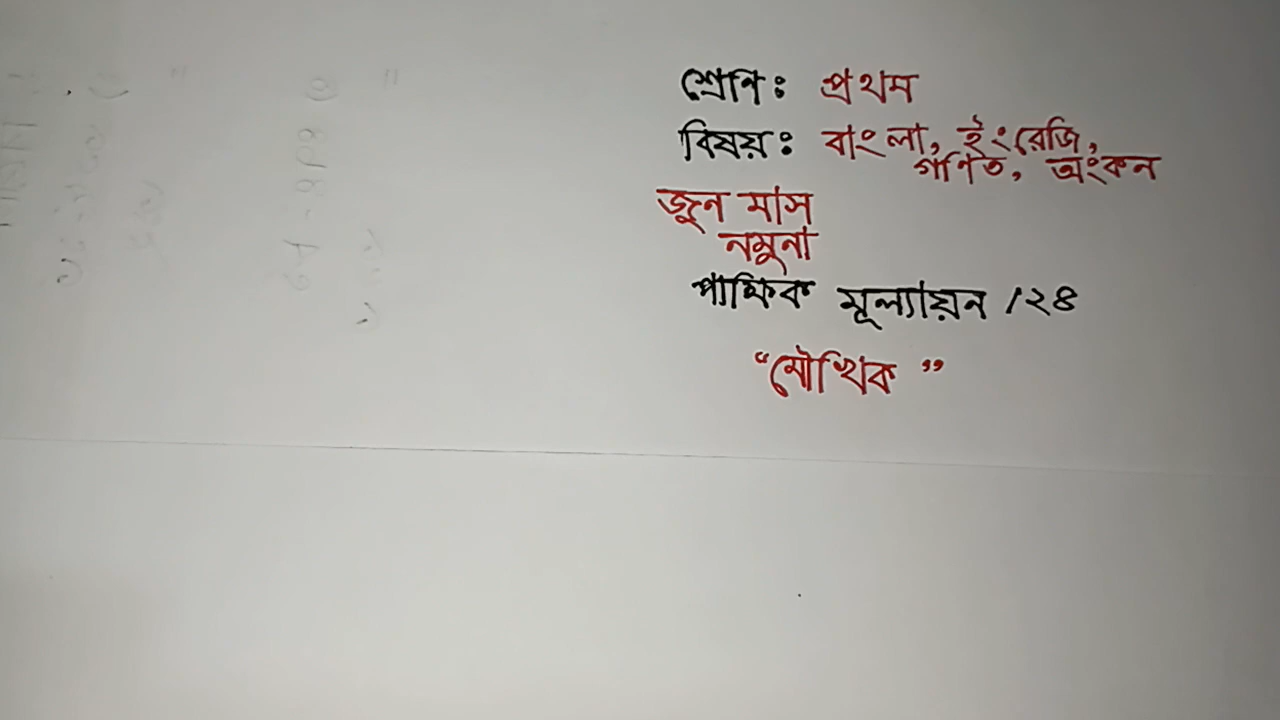 শ্রেণি ঃ প্রথম
বিষয় ঃ বাংলা, ইংরেজি,
গণিত, অংকন
জুন মাস
নমুনা
পাক্ষিক মূল্যায়ন /২৪
“মৌখিক ”